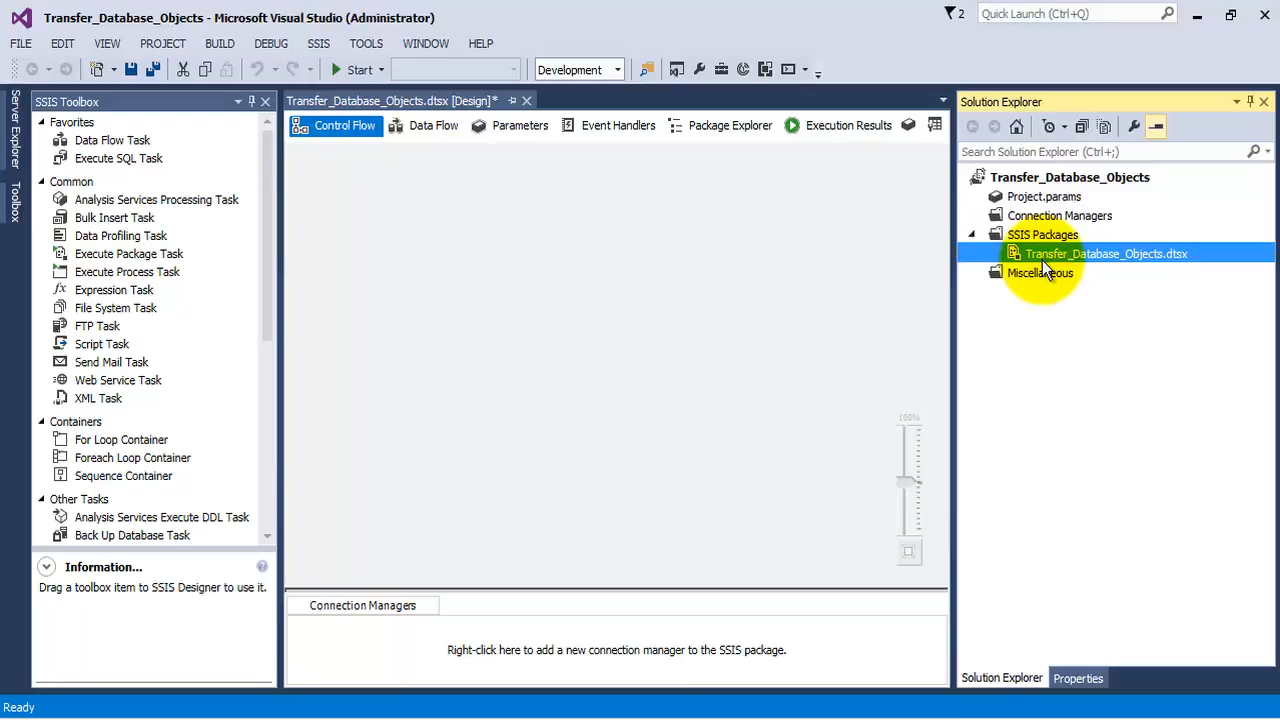 Transfer_Database_Objects - Microsoft Visual Studio (Administrator)
2
Quick Launch (Ctrl+Q)
FILE EDIT VIEW PROJECT BUILD DEBUG SSIS TOOLS WINDOW HELP
Start
Development
Server Explorer
Toolbox
SSIS Toolbox
Favorites
Data Flow Task
Execute SQL Task
Common
Analysis Services Processing Task
Bulk Insert Task
Data Profiling Task
Execute Package Task
Execute Process Task
Expression Task
File System Task
FTP Task
Script Task
Send Mail Task
Web Service Task
XML Task
Containers
For Loop Container
Foreach Loop Container
Sequence Container
Other Tasks
Analysis Services Execute DDL Task
Back Up Database Task
Information...
Drag a toolbox item to SSIS Designer to use it.
Transfer_Database_Objects.dtsx [Design]*
Control Flow Data Flow Parameters Event Handlers Package Explorer Execution Results
100%
Connection Managers
Right-click here to add a new connection manager to the SSIS package.
Solution Explorer
Search Solution Explorer (Ctrl+;)
Transfer_Database_Objects
Project.params
Connection Managers
SSIS Packages
Transfer_Database_Objects.dtsx
Miscellaneous
Solution Explorer Properties
Ready